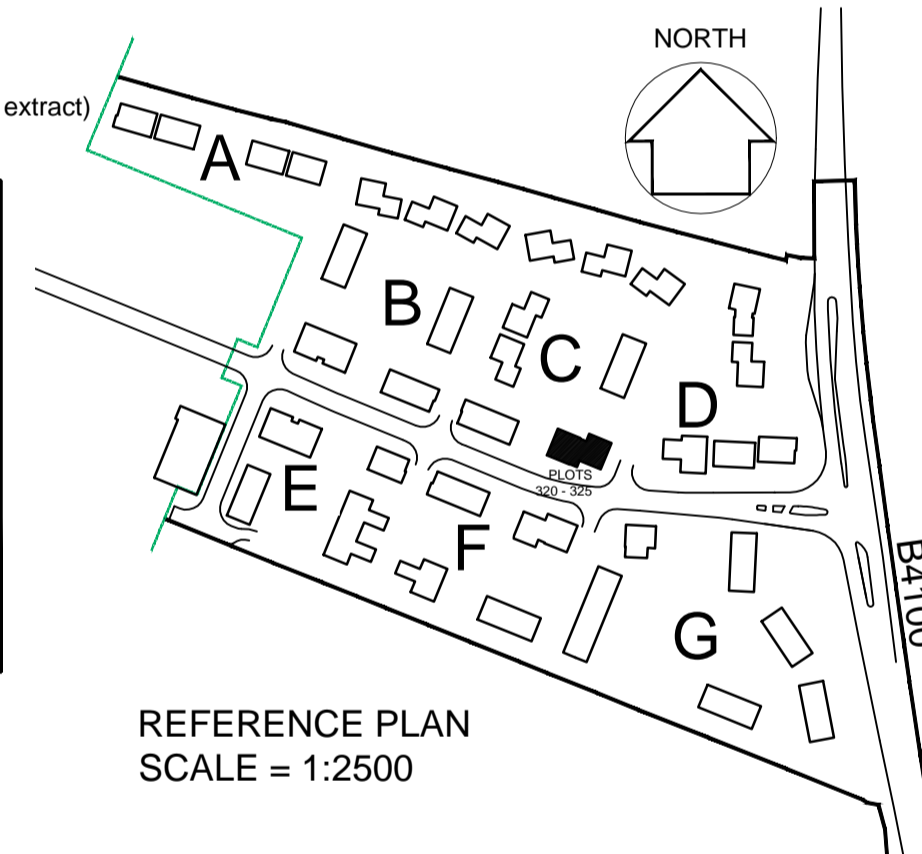 NORTH
extract)
A
B
C
D
PLOTS
320 - 325
E
F
B4100
G
REFERENCE PLAN
SCALE = 1:2500